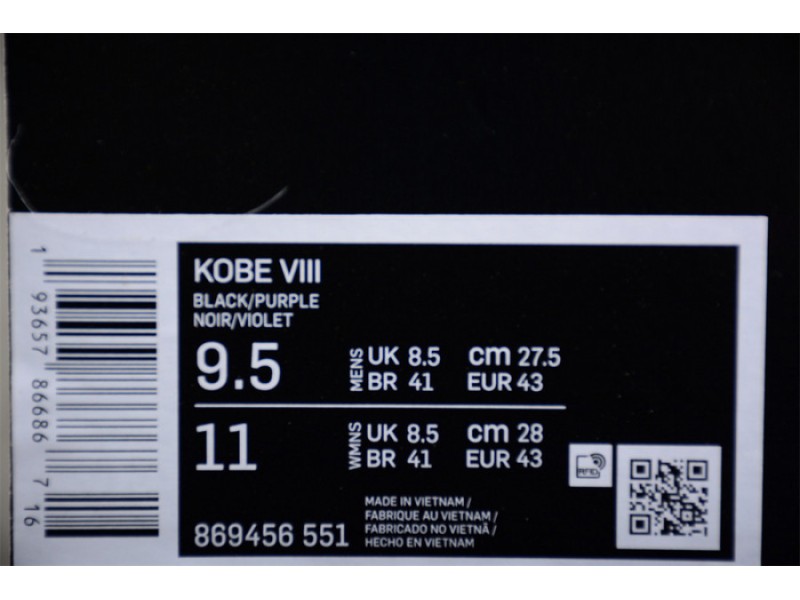 KOBE VIII
BLACK/PURPLE
NOIR/VIOLET
9.5 MENS UK 8.5 cm 27.5
BR 41 EUR 43
11 WMNS UK 8.5 cm 28
BR 41 EUR 43
869456 551
MADE IN VIETNAM /
FABRIQUE AU VIETNAM /
FABRICADO NO VIETNÃ /
HECHO EN VIETNAM
RFID
1 93657 86686 7 16